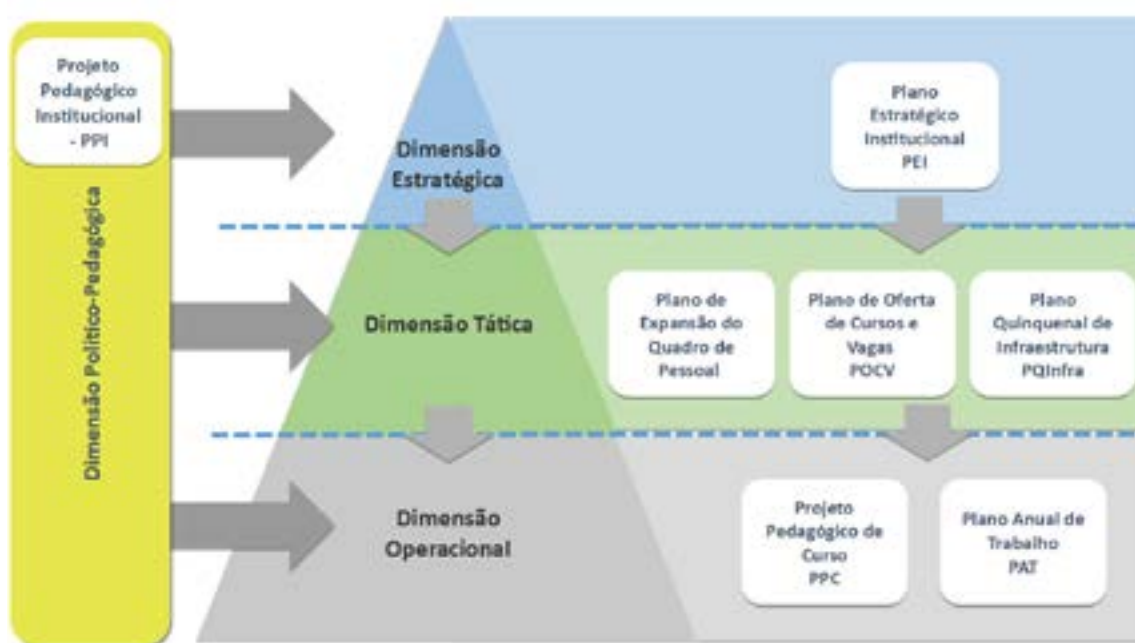 Projeto
Pedagógico
Institucional
- PPI
Dimensão Político-Pedagógica
Dimensão
Estratégica
Plano
Estratégico
Institucional
PEI
Dimensão Tática
Plano de
Expansão do
Quadro de
Pessoal
Plano de Oferta
de Cursos e
Vagas
POCV
Plano
Quinquenal de
Infraestrutura
PQInfra
Dimensão
Operacional
Projeto
Pedagógico de
Curso
PPC
Plano Anual de
Trabalho
PAT